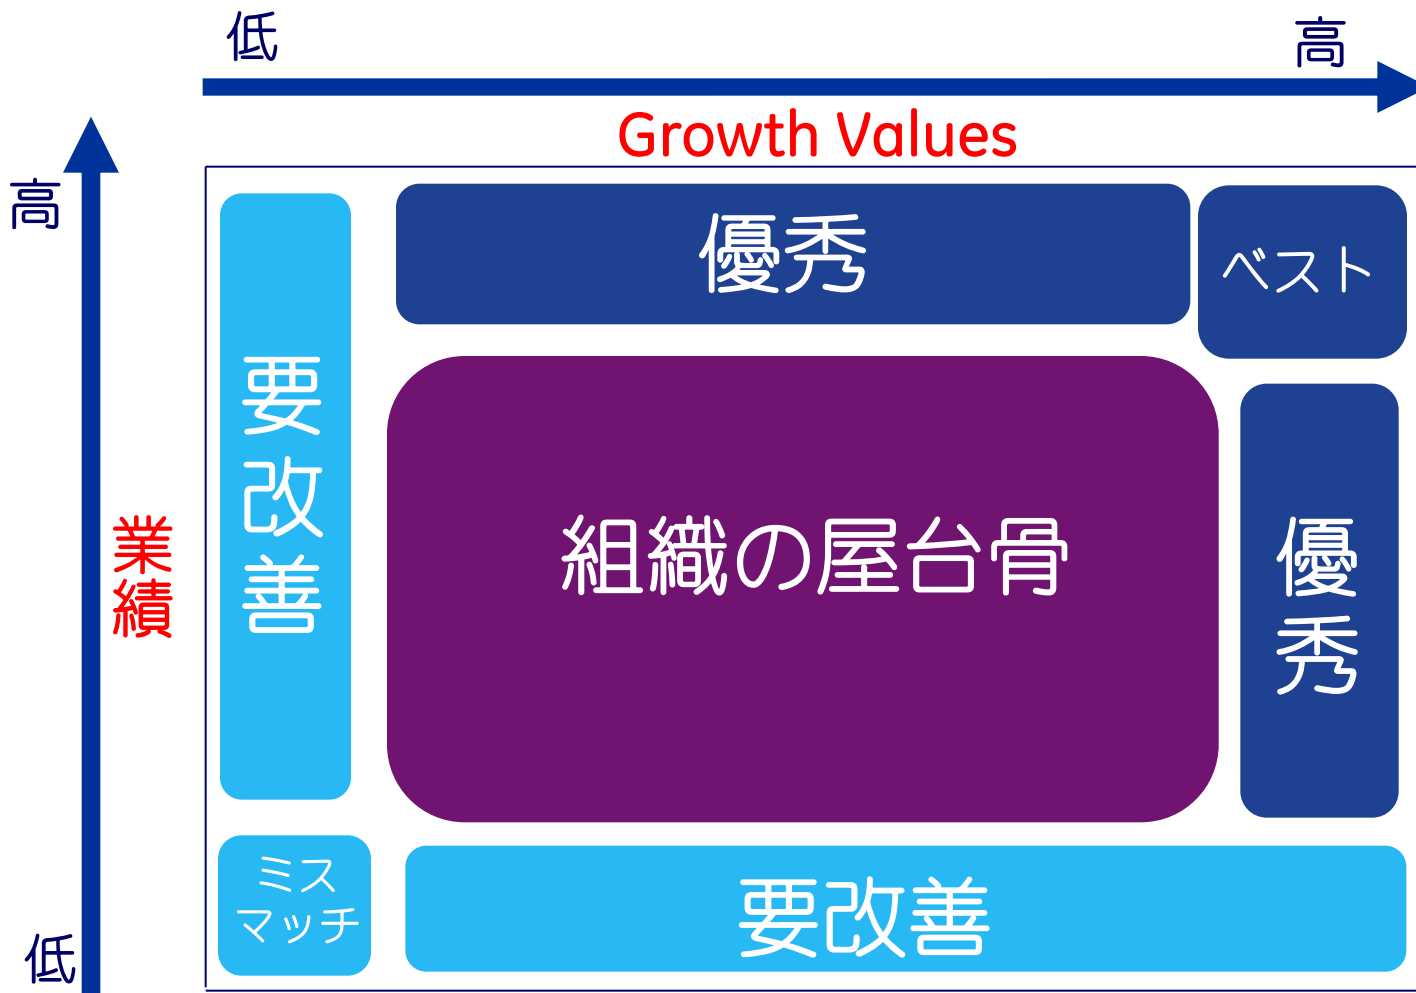 低
高
Growth Values
高
優秀
ベスト
要改善
組織の屋台骨
業績
優秀
ミス
マッチ
要改善
低